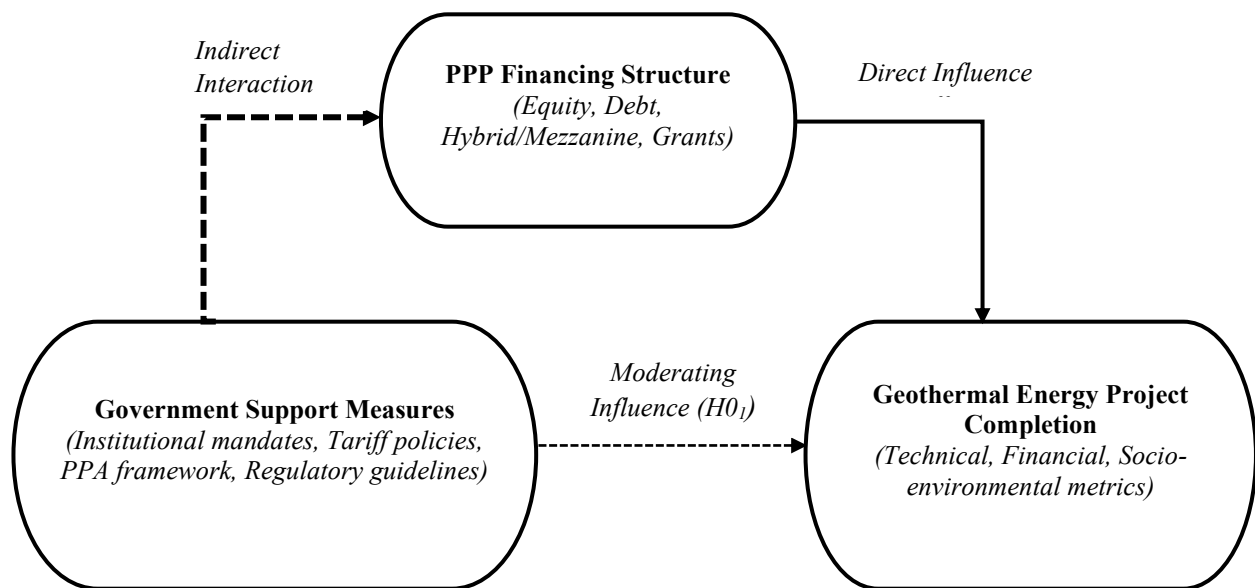 Indirect
Interaction
PPP Financing Structure
(Equity, Debt,
Hybrid/Mezzanine, Grants)
Direct Influence
Government Support Measures
(Institutional mandates, Tariff policies,
PPA framework, Regulatory guidelines)
Moderating
Influence (H0₁)
Geothermal Energy Project
Completion
(Technical, Financial, Socio-
environmental metrics)